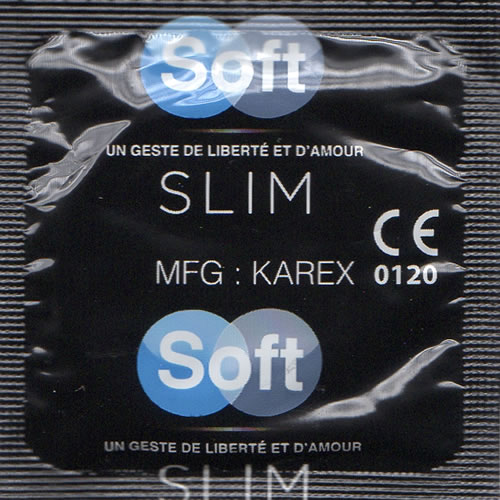 Soft
UN GESTE DE LIBERTÉ ET D'AMOUR
SLIM
CE
MFG : KAREX 0120
Soft
UN GESTE DE LIBERTÉ ET D'AMOUR
SLIM